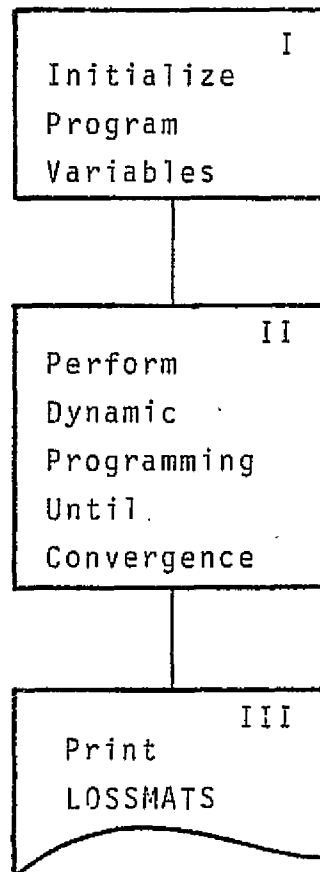 I
Initialize
Program
Variables
II
Perform
Dynamic
Programming
Until
Convergence
III
Print
LOSSMATS